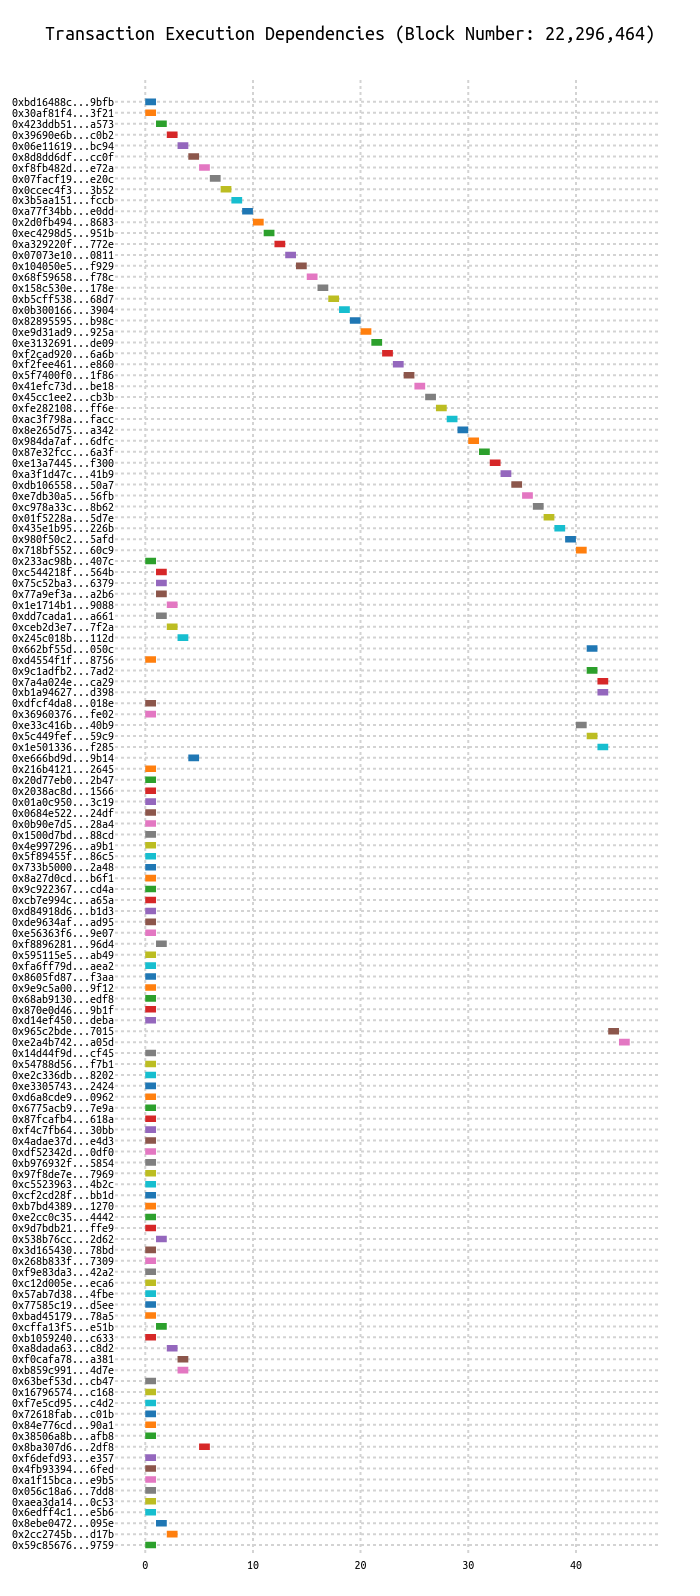 Transaction Execution Dependencies (Block Number: 22,296,464)
0xbd16488c...9bfb
0x30af81f4...3f21
0x423ddb51...a573
0x39690e6b...c0b2
0x06e11619...bc94
0x8d8dd6df...cc0f
0xf8fb482d...e72a
0x07facf19...e20c
0x0ccec4f3...3b52
0x3b5aa151...fccb
0xa77f34bb...e0dd
0x2d0fb494...8683
0xec4298d5...951b
0xa329220f...772e
0x07073e10...0811
0x104050e5...f929
0x68f59658...f78c
0x158c530e...178e
0xb5cff538...68d7
0x0b300166...3904
0x82895595...b98c
0xe9d31ad9...925a
0xe3132691...de09
0xf2cad920...6a6b
0xf2fee461...e860
0x5f7400f0...1f86
0x41efc73d...be18
0x45cc1ee2...cb3b
0xfe282108...ff6e
0xac3f798a...facc
0x8e265d75...a342
0x984da7af...6dfc
0x87e32fcc...6a3f
0xe13a7445...f300
0xa3f1d47c...41b9
0xdb106558...50a7
0xe7db30a5...56fb
0xc978a33c...8b62
0x01f5228a...5d7e
0x435e1b95...226b
0x980f50c2...5afd
0x718bf552...60c9
0x233ac98b...407c
0xc544218f...564b
0x75c52ba3...6379
0x77a9ef3a...a2b6
0x1e1714b1...9088
0xdd7cada1...a661
0xceb2d3e7...7f2a
0x245c018b...112d
0x662bf55d...050c
0xd4554f1f...8756
0x9c1adfb2...7ad2
0x7a4a024e...ca29
0xb1a94627...d398
0xdfcf4da8...018e
0x36960376...fe02
0xe33c416b...40b9
0x5c449fef...59c9
0x1e501336...f285
0xe666bd9d...9b14
0x216b4121...2645
0x20d77eb0...2b47
0x2038ac8d...1566
0x01a0c950...3c19
0x0684e522...24df
0x0b90e7d5...28a4
0x1500d7bd...88cd
0x4e997296...a9b1
0x5f89455f...86c5
0x733b5000...2a48
0x8a27d0cd...b6f1
0x9c922367...cd4a
0xcb7e994c...a65a
0xd84918d6...b1d3
0xde9634af...ad95
0xe56363f6...9e07
0xf8896281...96d4
0x595115e5...ab49
0xfa6ff79d...aea2
0x8605fd87...f3aa
0x9e9c5a00...9f12
0x68ab9130...edf8
0x870e0d46...9b1f
0xd14ef450...deba
0x965c2bde...7015
0xe2a4b742...a05d
0x14d44f9d...cf45
0x54788d56...f7b1
0xe2c336db...8202
0xe3305743...2424
0xd6a8cde9...0962
0x6775acb9...7e9a
0x87fcafb4...618a
0xf4c7fb64...30bb
0x4adae37d...e4d3
0xdf52342d...0df0
0xb976932f...5854
0x97f8de7e...7969
0xc5523963...4b2c
0xcf2cd28f...bb1d
0xb7bd4389...1270
0xe2cc0c35...4442
0x9d7bdb21...ffe9
0x538b76cc...2d62
0x3d165430...78bd
0x268b833f...7309
0xf9e83da3...42a2
0xc12d005e...eca6
0x57ab7d38...4fbe
0x77585c19...d5ee
0xbad45179...78a5
0xcffa13f5...e51b
0xb1059240...c633
0xa8dada63...c8d2
0xf0cafa78...a381
0xb859c991...4d7e
0x63bef53d...cb47
0x16796574...c168
0xf7e5cd95...c4d2
0x72618fab...c01b
0x84e776cd...90a1
0x38506a8b...afb8
0x8ba307d6...2df8
0xf6defd93...e357
0x4fb93394...6fed
0xa1f15bca...e9b5
0x056c18a6...7dd8
0xaea3da14...0c53
0x6edff4c1...e5b6
0x8ebe0472...095e
0x2cc2745b...d17b
0x59c85676...9759
0 10 20 30 40